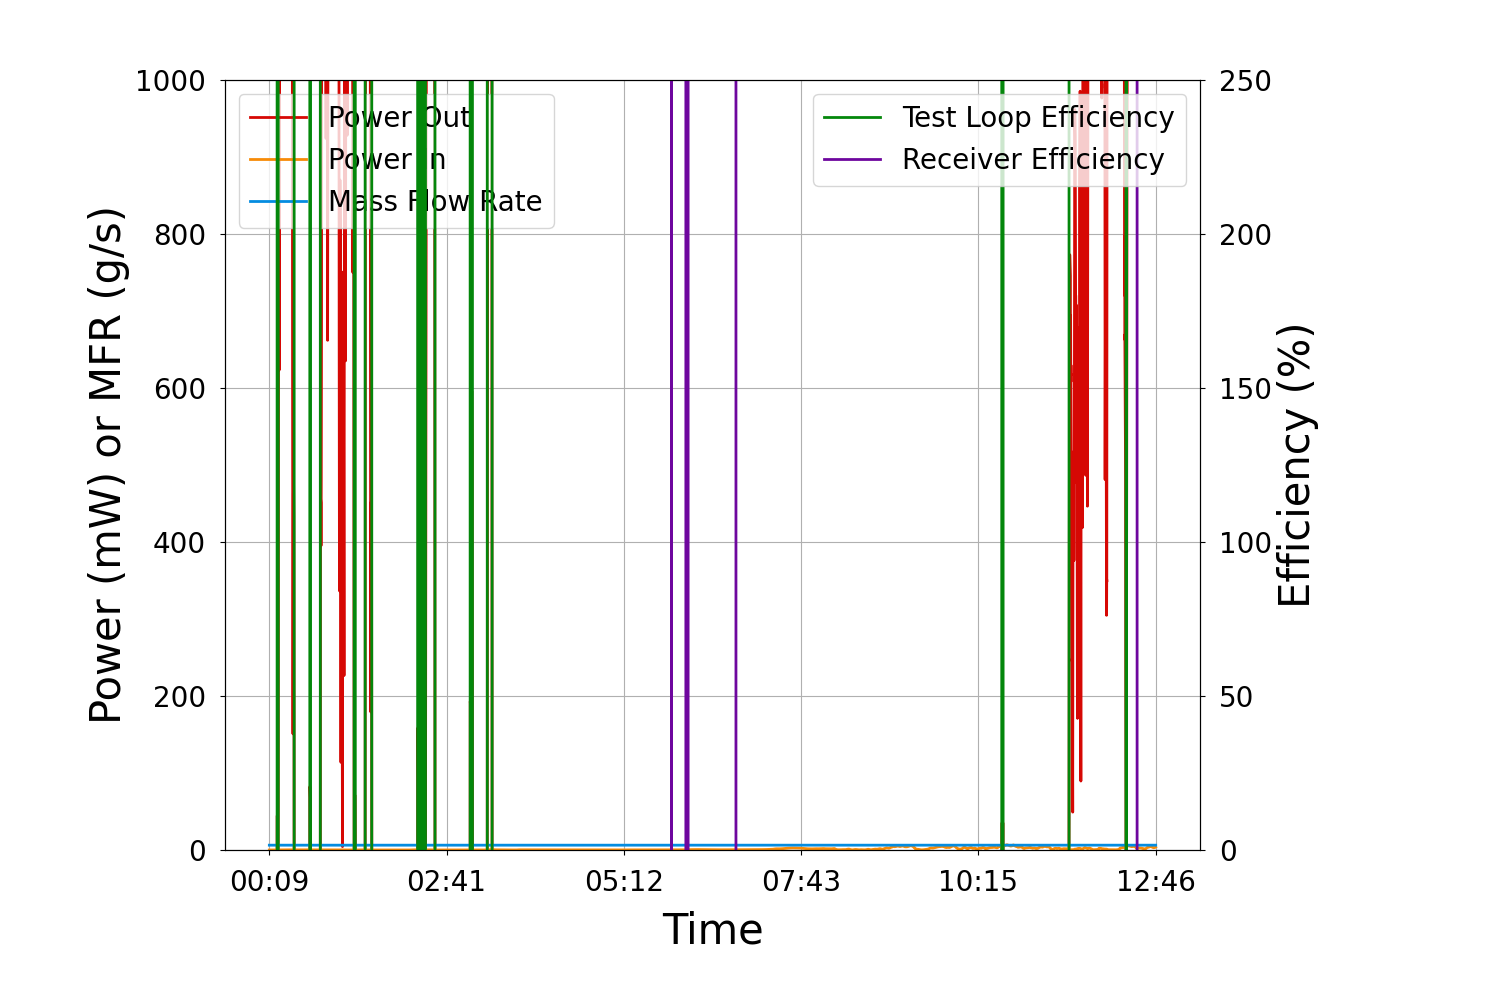 1000
800
600
400
200
0
Power (mW) or MFR (g/s)
Power Out
Power In
Mass Flow Rate
Test Loop Efficiency
Receiver Efficiency
250
200
150
100
50
0
Efficiency (%)
00:09 02:41 05:12 07:43 10:15 12:46
Time